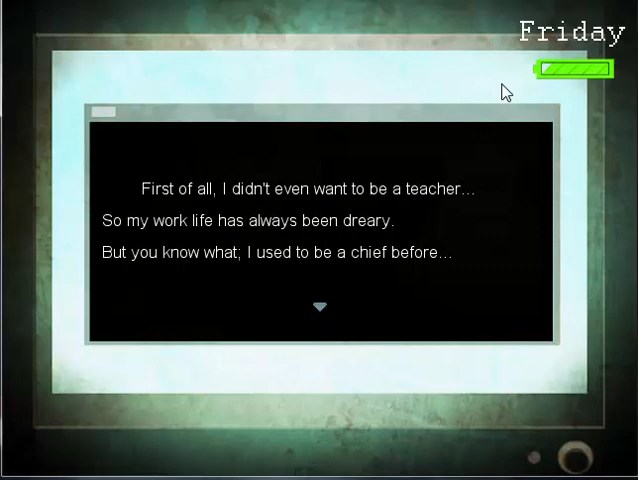 Friday
First of all, I didn't even want to be a teacher...
So my work life has always been dreary.
But you know what; I used to be a chief before...